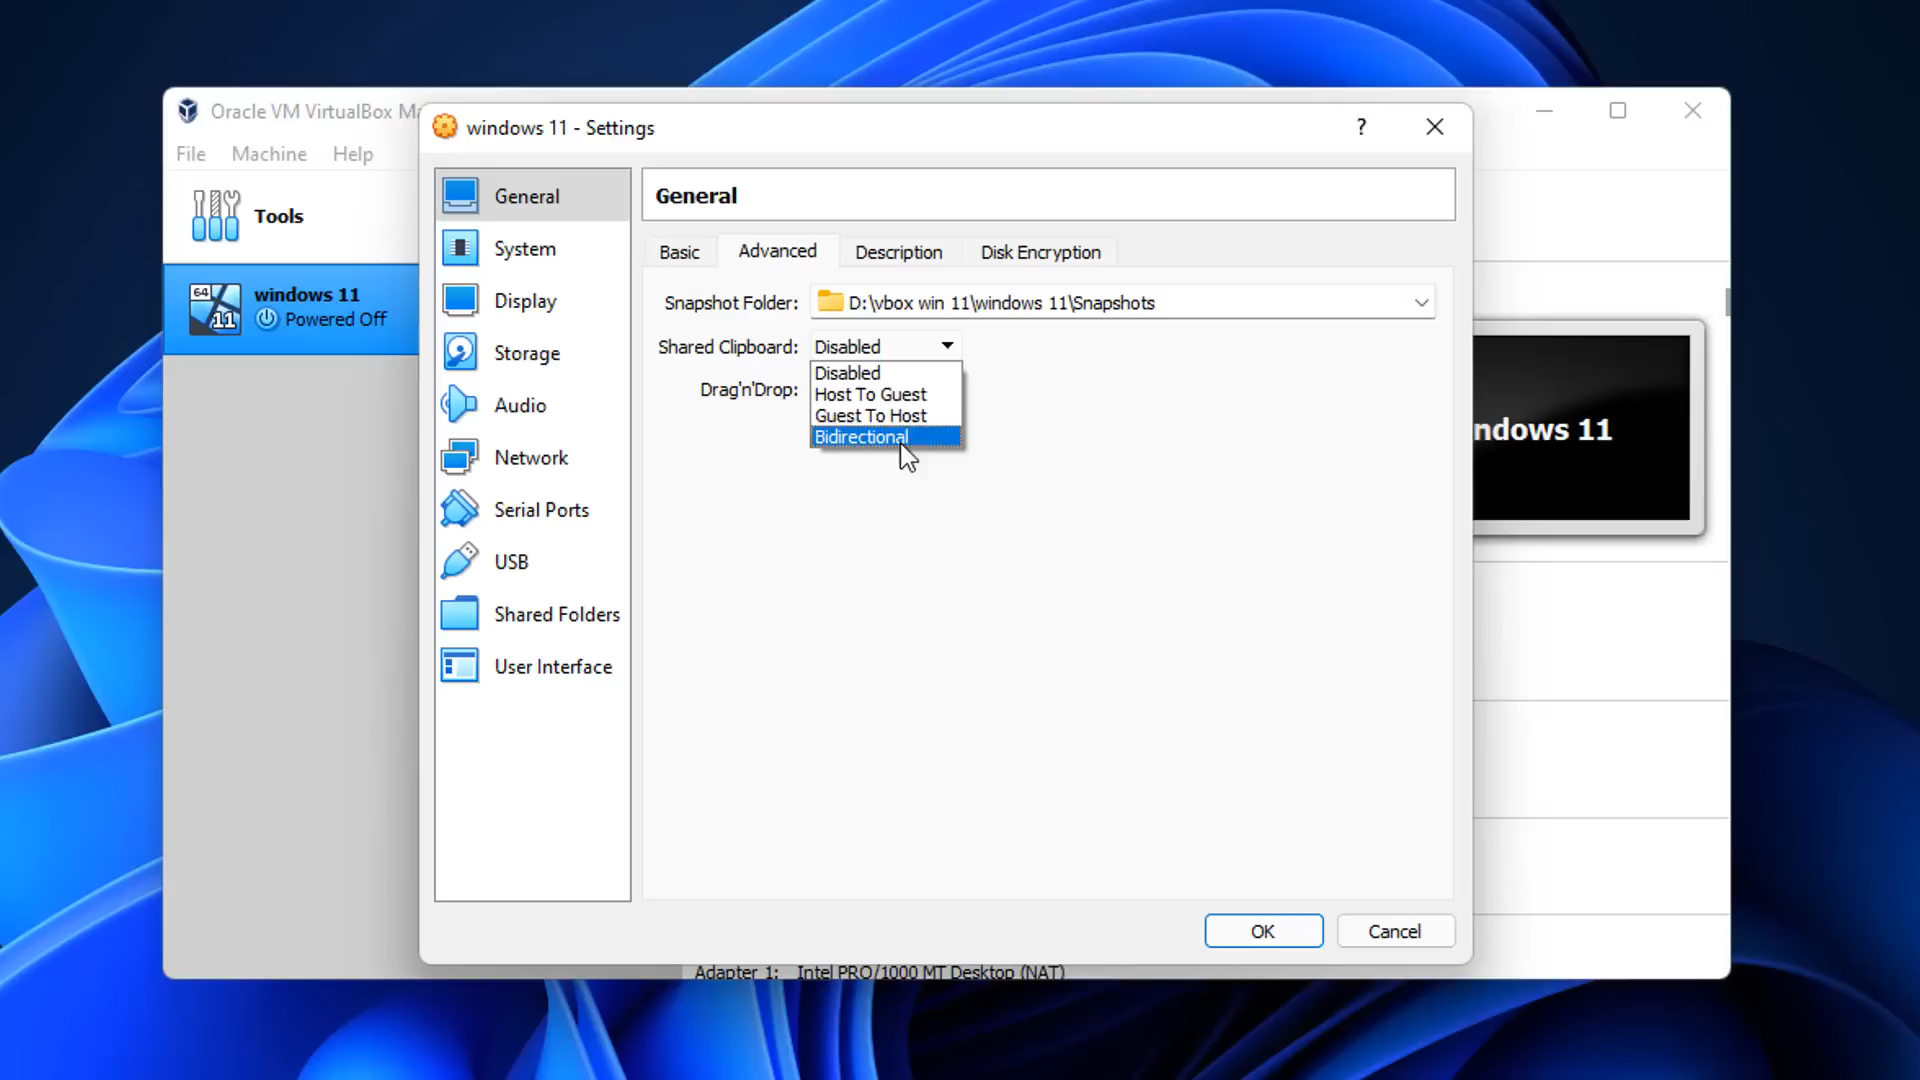 Oracle VM VirtualBox Ma
File Machine Help
Tools
64
11
windows 11
Powered Off
windows 11 - Settings
?
General
System
Display
Storage
Audio
Network
Serial Ports
USB
Shared Folders
User Interface
General
Basic Advanced Description Disk Encryption
Snapshot Folder: D:\vbox win 11\windows 11\Snapshots
Shared Clipboard: Disabled
Drag'n'Drop:
Disabled
Host To Guest
Guest To Host
Bidirectional
ndows 11
OK Cancel
Adapter 1: Intel PRO/1000 MT Desktop (NAT)